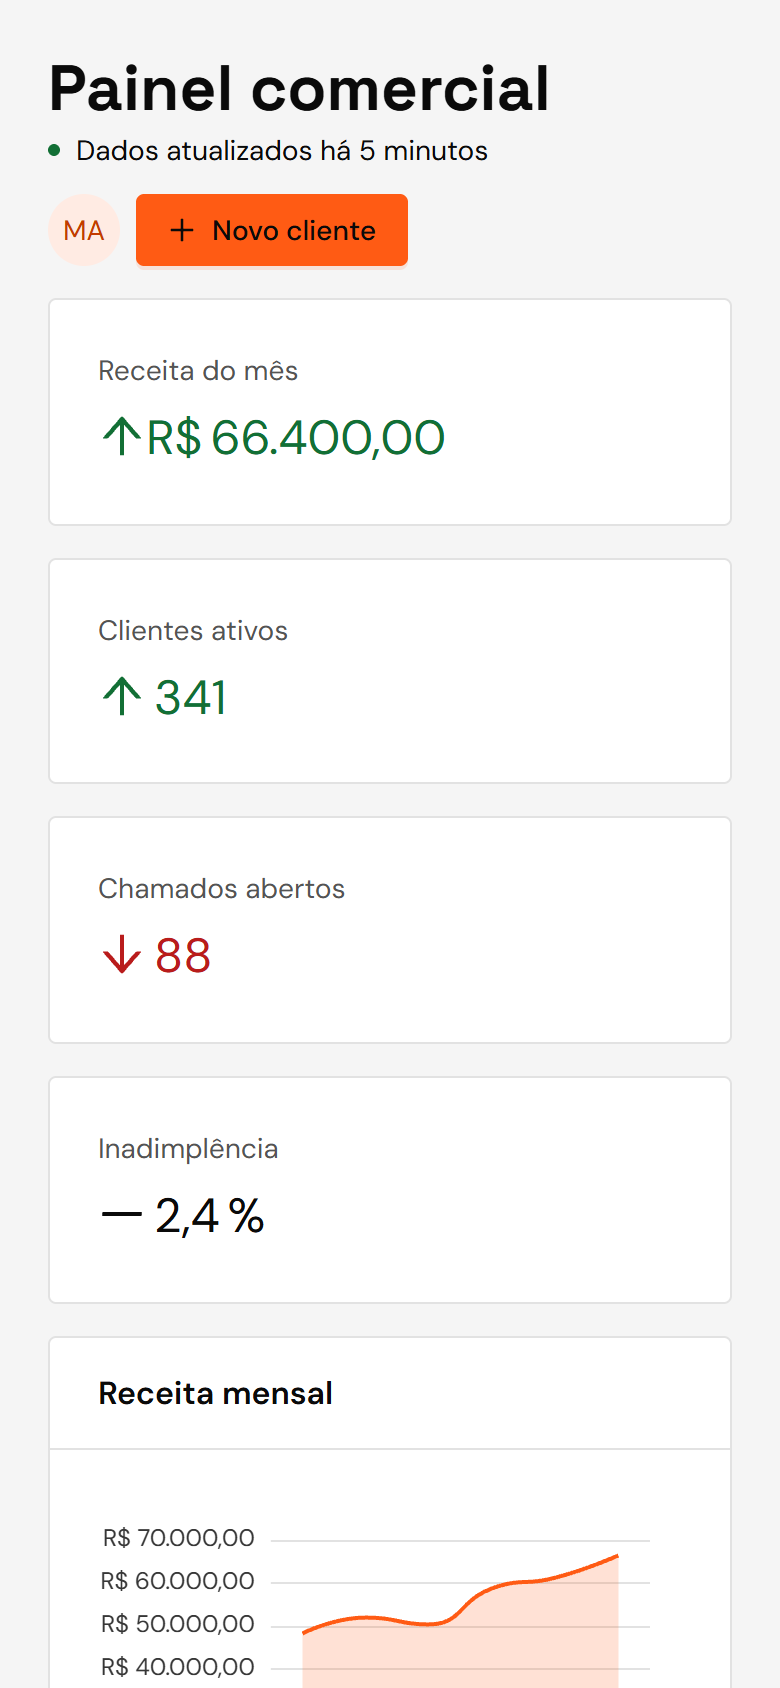 Painel comercial
Dados atualizados há 5 minutos
MA
Novo cliente
Receita do mês
R$ 66.400,00
Clientes ativos
341
Chamados abertos
88
Inadimplência
2,4 %
Receita mensal
R$ 70.000,00
R$ 60.000,00
R$ 50.000,00
R$ 40.000,00